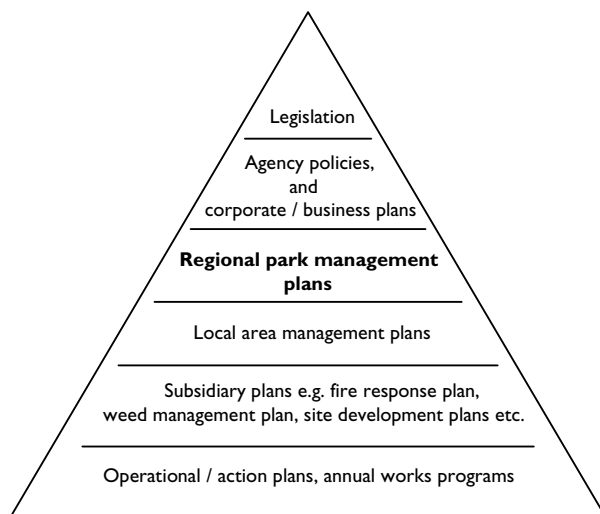 Legislation
Agency policies,
and
corporate / business plans
Regional park management
plans
Local area management plans
Subsidiary plans e.g. fire response plan,
weed management plan, site development plans etc.
Operational / action plans, annual works programs